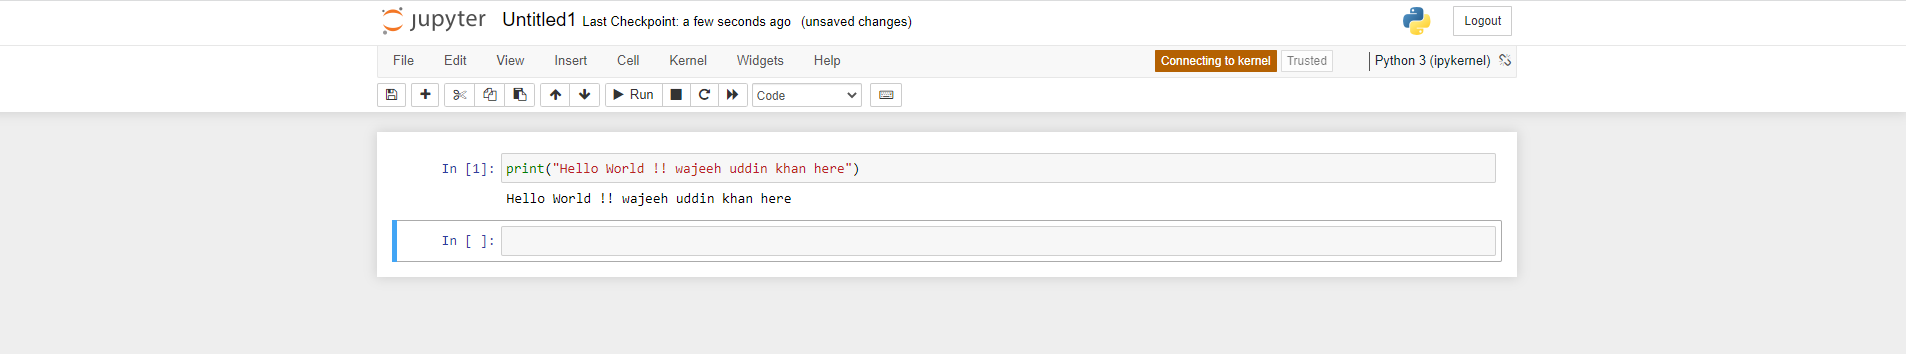 jupyter Untitled1 Last Checkpoint: a few seconds ago (unsaved changes) Logout
File Edit View Insert Cell Kernel Widgets Help Connecting to kernel Trusted Python 3 (ipykernel)
Run Code
In [1]: print("Hello World !! wajeeh uddin khan here")
Hello World !! wajeeh uddin khan here
In [ ]: